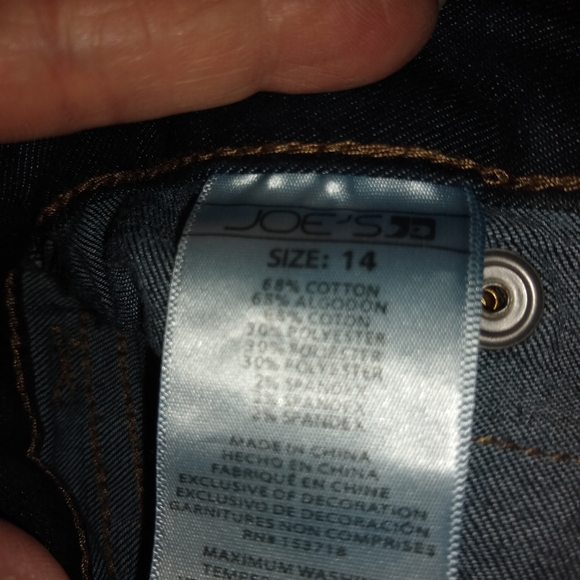 JOE'S
SIZE: 14
68% COTTON
68% ALGODON
68% COTON
30% POLYESTER
30% POLIESTER
30% POLYESTER
2% SPANDEX
2% SPANDEX
2% SPANDEX
MADE IN CHINA
HECHO EN CHINA
FABRIQUÉ EN CHINE
EXCLUSIVE OF DECORATION
EXCLUSIVO DE DECORACIÓN
GARNITURES NON COMPRISES
RN# 153718
MAXIMUM WASH